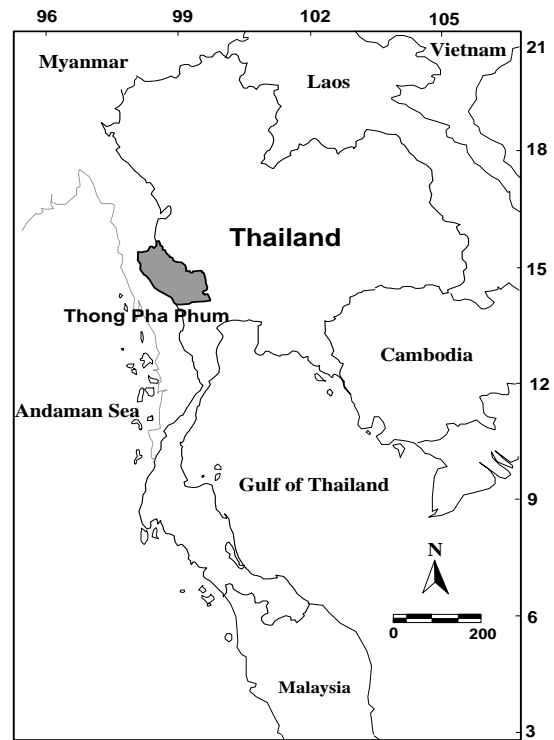 96 99 102 105
Vietnam
21
Myanmar
Laos
18
Thailand
15
Thong Pha Phum
Cambodia
12
Andaman Sea
Gulf of Thailand
9
N
6
0 200
Malaysia
3